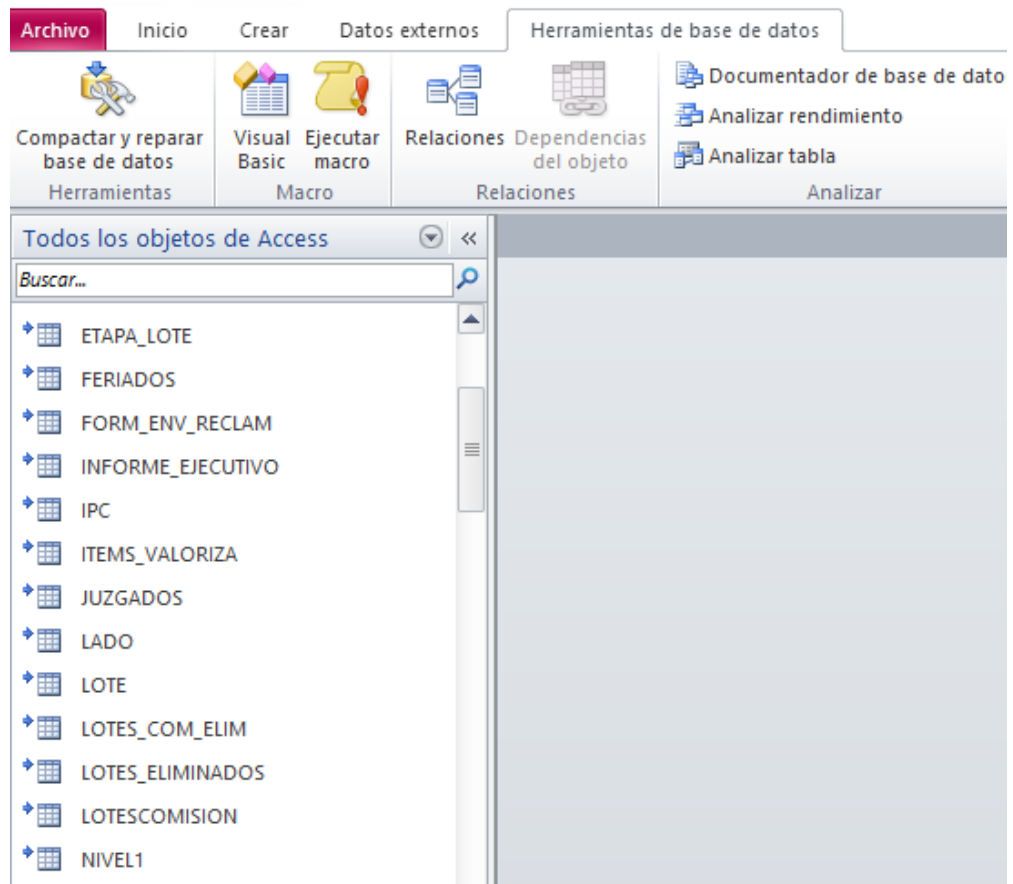 Archivo Inicio Crear Datos externos Herramientas de base de datos
Compactar y reparar
base de datos
Herramientas
Visual
Basic
Ejecutar
macro
Macro
Relaciones
Dependencias
del objeto
Relaciones
Documentador de base de dato
Analizar rendimiento
Analizar tabla
Analizar
Todos los objetos de Access
Buscar...
ETAPA_LOTE
FERIADOS
FORM_ENV_RECLAM
INFORME_EJECUTIVO
IPC
ITEMS_VALORIZA
JUZGADOS
LADO
LOTE
LOTES_COM_ELIM
LOTES_ELIMINADOS
LOTESCOMISION
NIVEL1